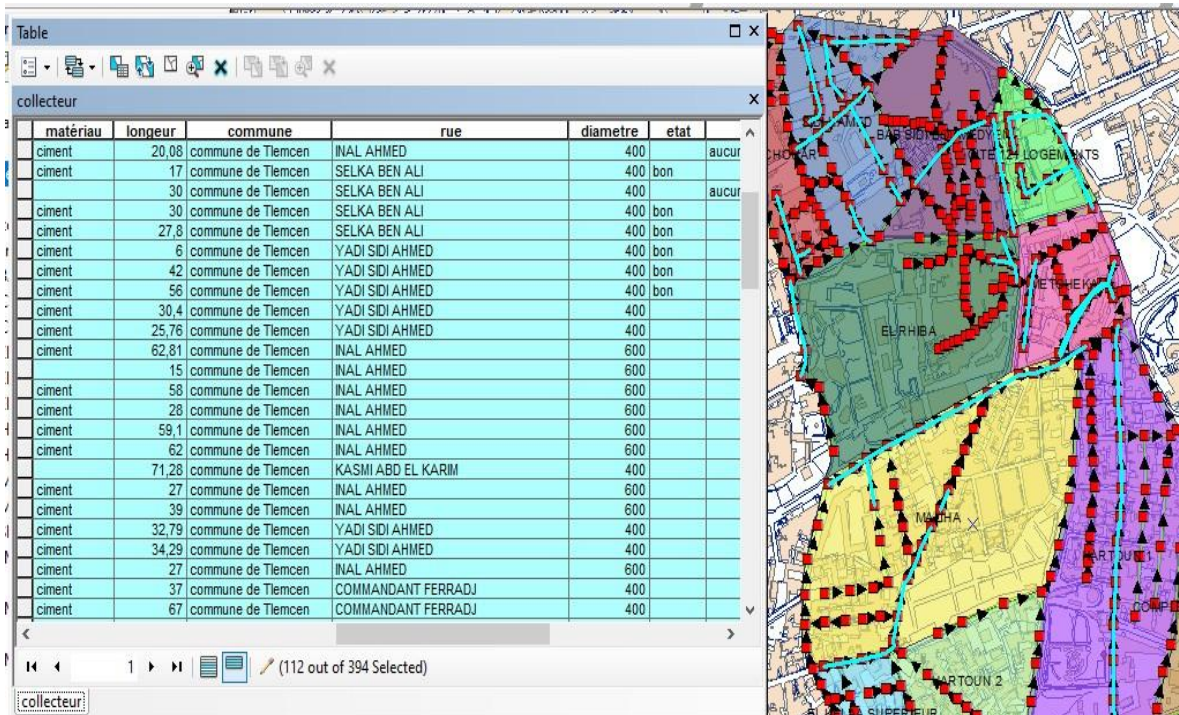 Table
collecteur
matériau longeur commune rue diametre etat
ciment 20,08 commune de Tlemcen INAL AHMED 400 aucur
ciment 17 commune de Tlemcen SELKA BEN ALI 400 bon
30 commune de Tlemcen SELKA BEN ALI 400 aucur
ciment 30 commune de Tlemcen SELKA BEN ALI 400 bon
ciment 27,8 commune de Tlemcen SELKA BEN ALI 400 bon
ciment 6 commune de Tlemcen YADI SIDI AHMED 400 bon
ciment 42 commune de Tlemcen YADI SIDI AHMED 400 bon
ciment 56 commune de Tlemcen YADI SIDI AHMED 400 bon
ciment 30,4 commune de Tlemcen YADI SIDI AHMED 400
ciment 25,76 commune de Tlemcen YADI SIDI AHMED 400
ciment 62,81 commune de Tlemcen INAL AHMED 600
15 commune de Tlemcen INAL AHMED 600
ciment 58 commune de Tlemcen INAL AHMED 600
ciment 28 commune de Tlemcen INAL AHMED 600
ciment 59,1 commune de Tlemcen INAL AHMED 600
ciment 62 commune de Tlemcen INAL AHMED 600
71,28 commune de Tlemcen KASMI ABD EL KARIM 400
ciment 27 commune de Tlemcen INAL AHMED 600
ciment 39 commune de Tlemcen INAL AHMED 600
ciment 32,79 commune de Tlemcen YADI SIDI AHMED 400
ciment 34,29 commune de Tlemcen YADI SIDI AHMED 400
ciment 27 commune de Tlemcen INAL AHMED 600
ciment 37 commune de Tlemcen COMMANDANT FERRADJ 400
ciment 67 commune de Tlemcen COMMANDANT FERRADJ 400
1 (112 out of 394 Selected)
collecteur
BAB SIDI
LOGEMENTS
EL RHIBA
HARTOUN 1
HARTOUN 2
SUPERIEUR